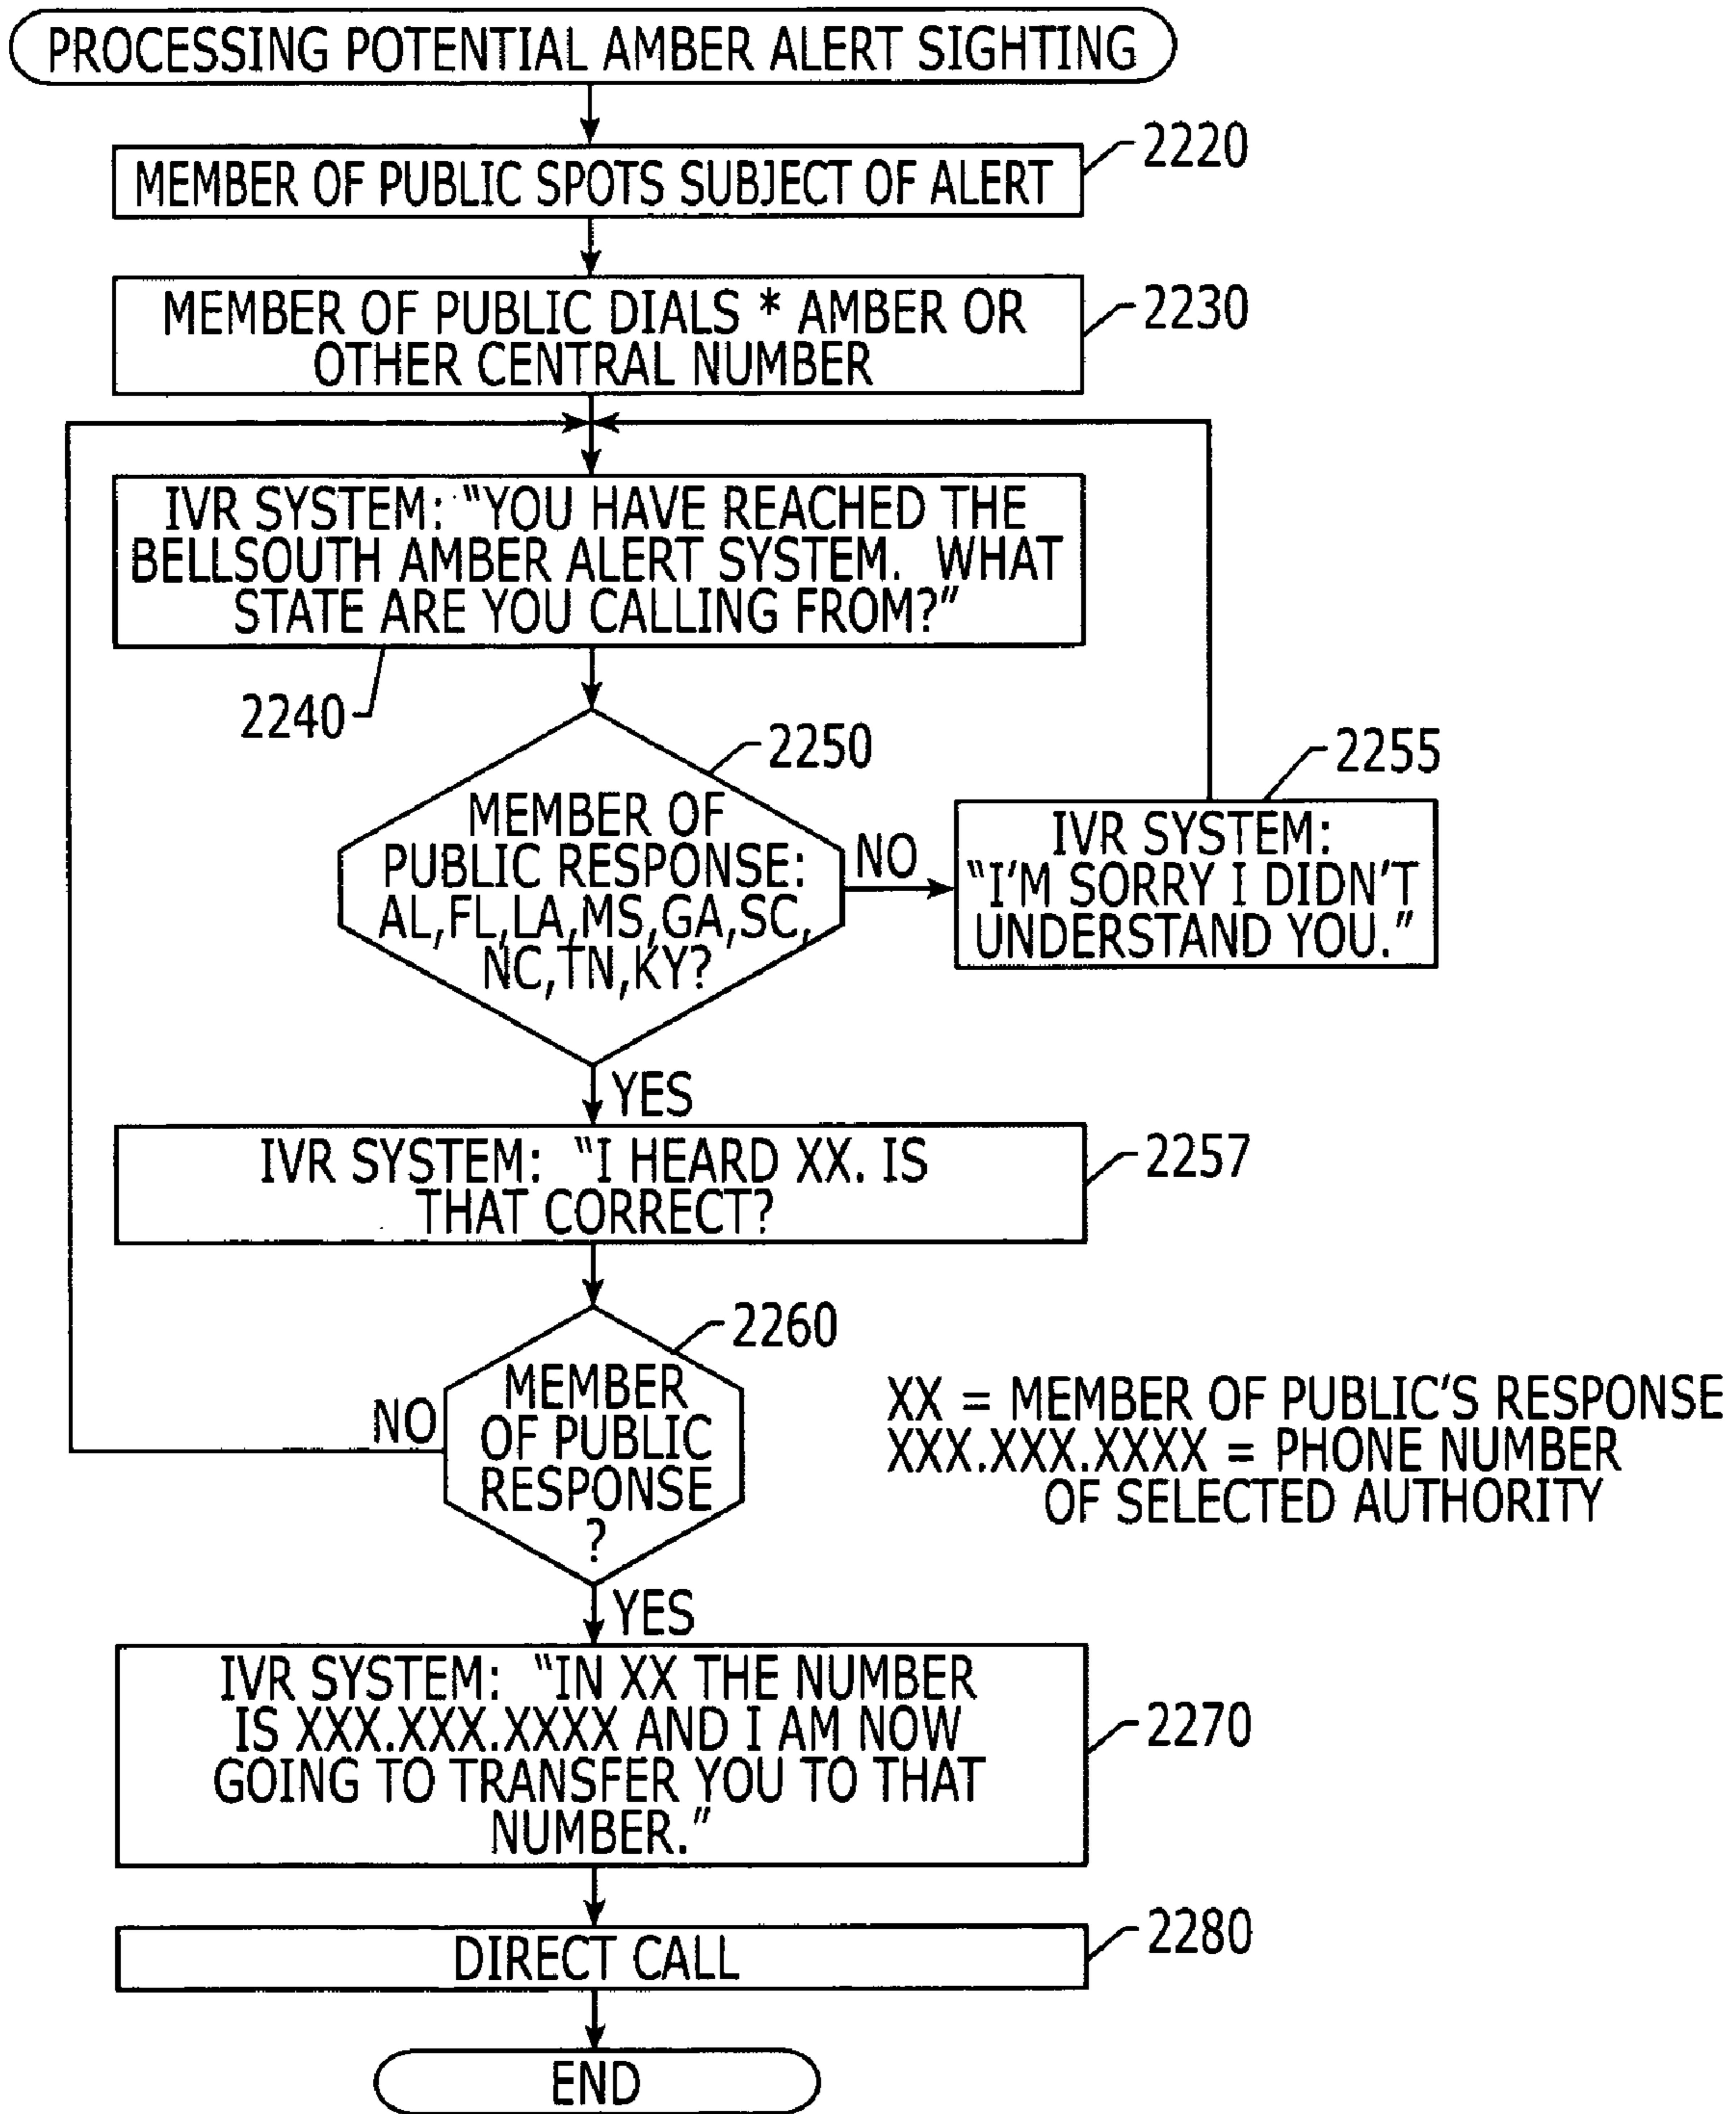 PROCESSING POTENTIAL AMBER ALERT SIGHTING
2220
MEMBER OF PUBLIC SPOTS SUBJECT OF ALERT
2230
MEMBER OF PUBLIC DIALS * AMBER OR
OTHER CENTRAL NUMBER
IVR SYSTEM: "YOU HAVE REACHED THE
BELLSOUTH AMBER ALERT SYSTEM. WHAT
STATE ARE YOU CALLING FROM?"
2240
2250
MEMBER OF
PUBLIC RESPONSE:
AL,FL,LA,MS,GA,SC,
NC,TN,KY?
NO
2255
IVR SYSTEM:
"I'M SORRY I DIDN'T
UNDERSTAND YOU."
YES
2257
IVR SYSTEM: "I HEARD XX. IS
THAT CORRECT?
2260
MEMBER
OF PUBLIC
RESPONSE
?
NO
XX = MEMBER OF PUBLIC'S RESPONSE
XXX.XXX.XXXX = PHONE NUMBER
OF SELECTED AUTHORITY
YES
IVR SYSTEM: "IN XX THE NUMBER
IS XXX.XXX.XXXX AND I AM NOW
GOING TO TRANSFER YOU TO THAT
NUMBER."
2270
DIRECT CALL
2280
END